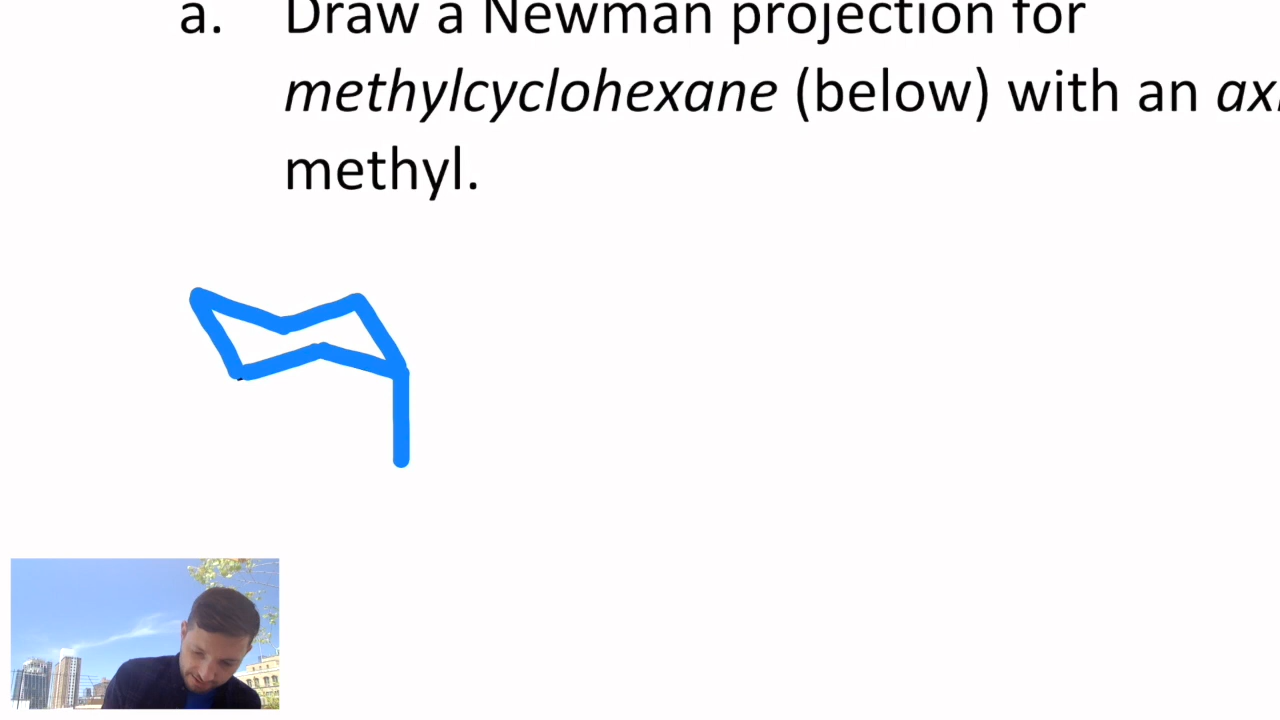 a. Draw a Newman projection for
methylcyclohexane (below) with an
methyl.